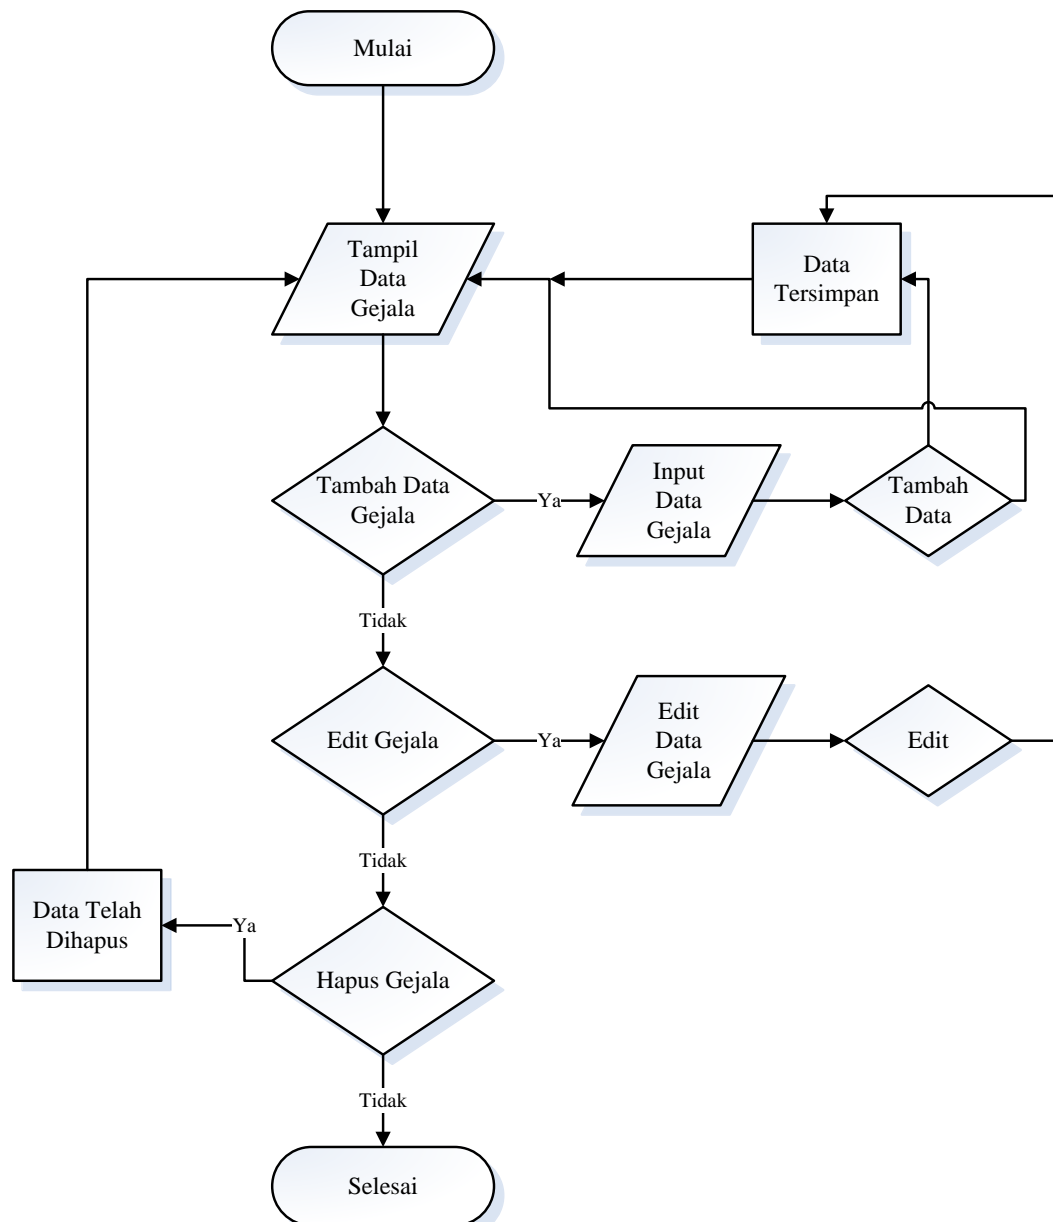 Mulai
Tampil
Data
Gejala
Data
Tersimpan
Tambah Data
Gejala
Ya
Input
Data
Gejala
Tambah
Data
Tidak
Edit Gejala
Ya
Edit
Data
Gejala
Edit
Tidak
Data Telah
Dihapus
Ya
Hapus Gejala
Tidak
Selesai